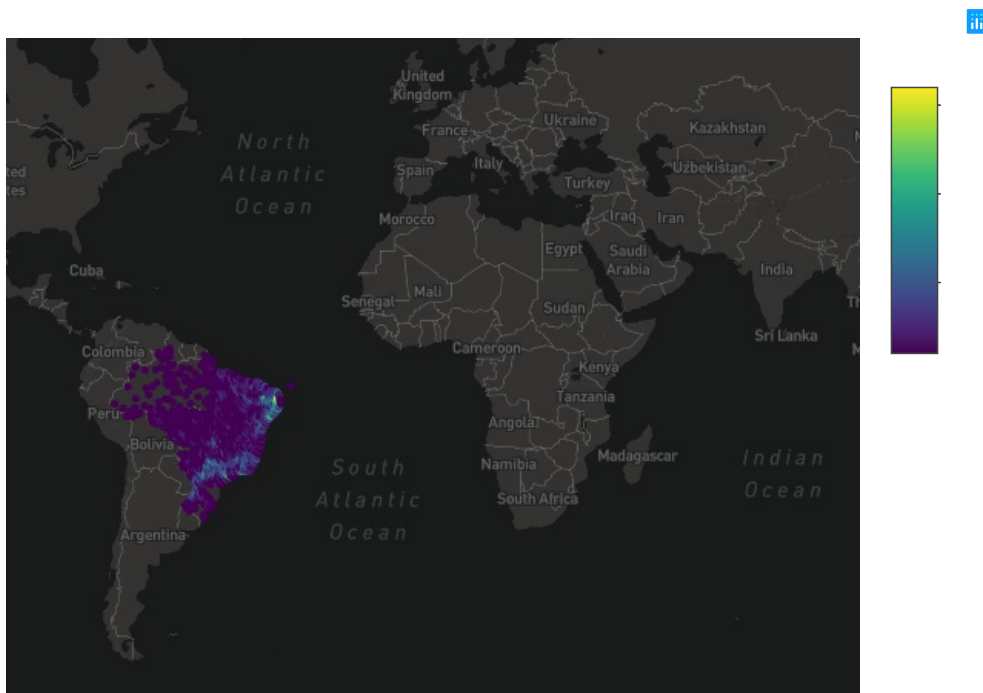 United
Kingdom
Ukraine
France
Kazakhstan
North
Atlantic
Ocean
Italy
Spain
Uzbekistan
ted
tes
Turkey
Morocco
Iraq
Iran
Egypt
Saudi
Arabia
Cuba
India
Mali
Senegal
Sudan
Th
Sri Lanka
Colombia
Cameroon
Kenya
Tanzania
Peru
Angola
Bolivia
Madagascar
Namibia
South
Atlantic
Ocean
Indian
Ocean
South Africa
Argentina